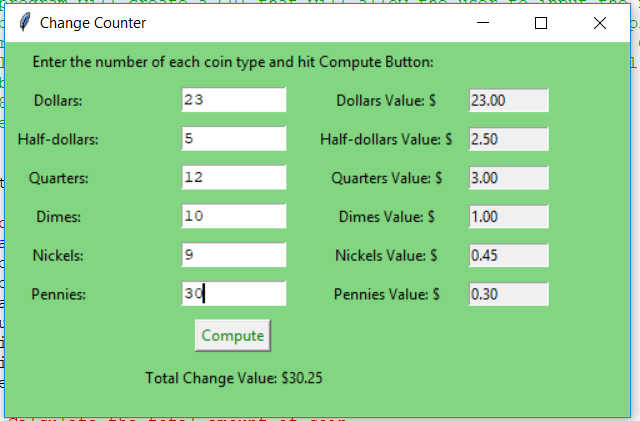 Change Counter
Enter the number of each coin type and hit Compute Button:
Dollars: 23 Dollars Value: $ 23.00
Half-dollars: 5 Half-dollars Value: $ 2.50
Quarters: 12 Quarters Value: $ 3.00
Dimes: 10 Dimes Value: $ 1.00
Nickels: 9 Nickels Value: $ 0.45
Pennies: 30 Pennies Value: $ 0.30
Compute
Total Change Value: $30.25